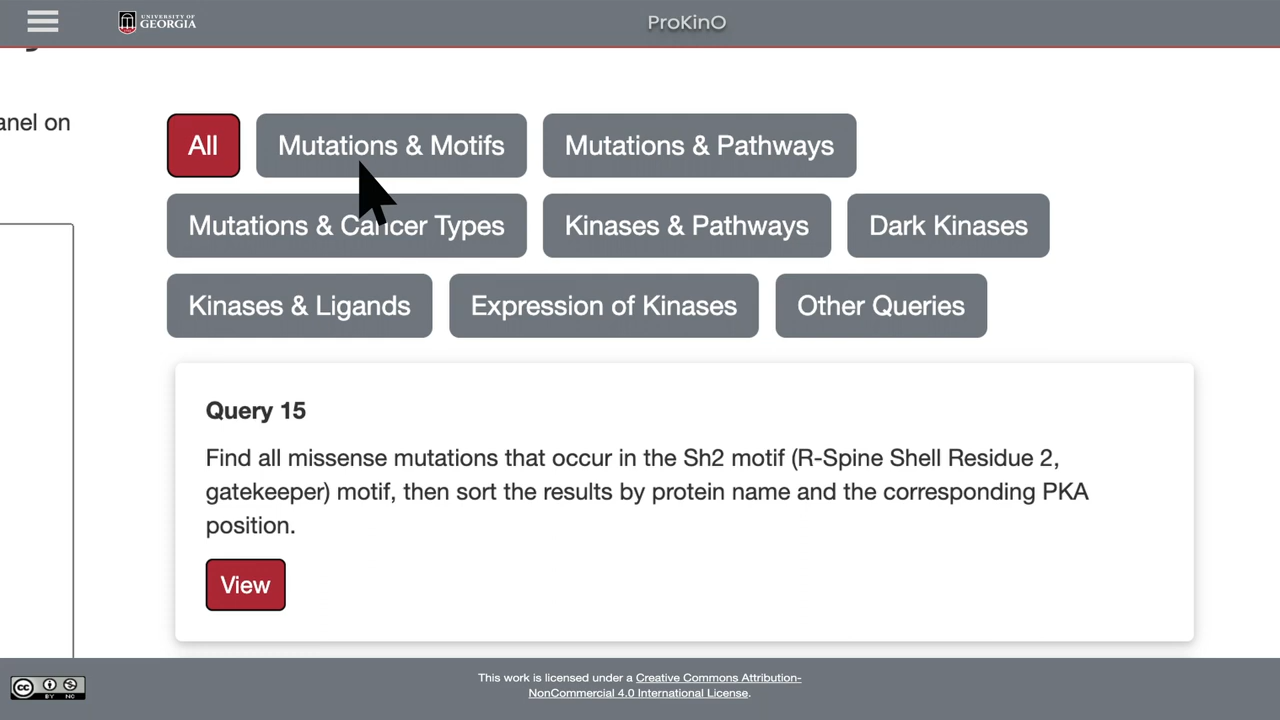 UNIVERSITY OF
GEORGIA
ProKinO
anel on
All
Mutations & Motifs
Mutations & Pathways
Mutations & Cancer Types
Kinases & Pathways
Dark Kinases
Kinases & Ligands
Expression of Kinases
Other Queries
Query 15
Find all missense mutations that occur in the Sh2 motif (R-Spine Shell Residue 2,
gatekeeper) motif, then sort the results by protein name and the corresponding PKA
position.
View
cc
BY NC
This work is licensed under a Creative Commons Attribution-
NonCommercial 4.0 International License.